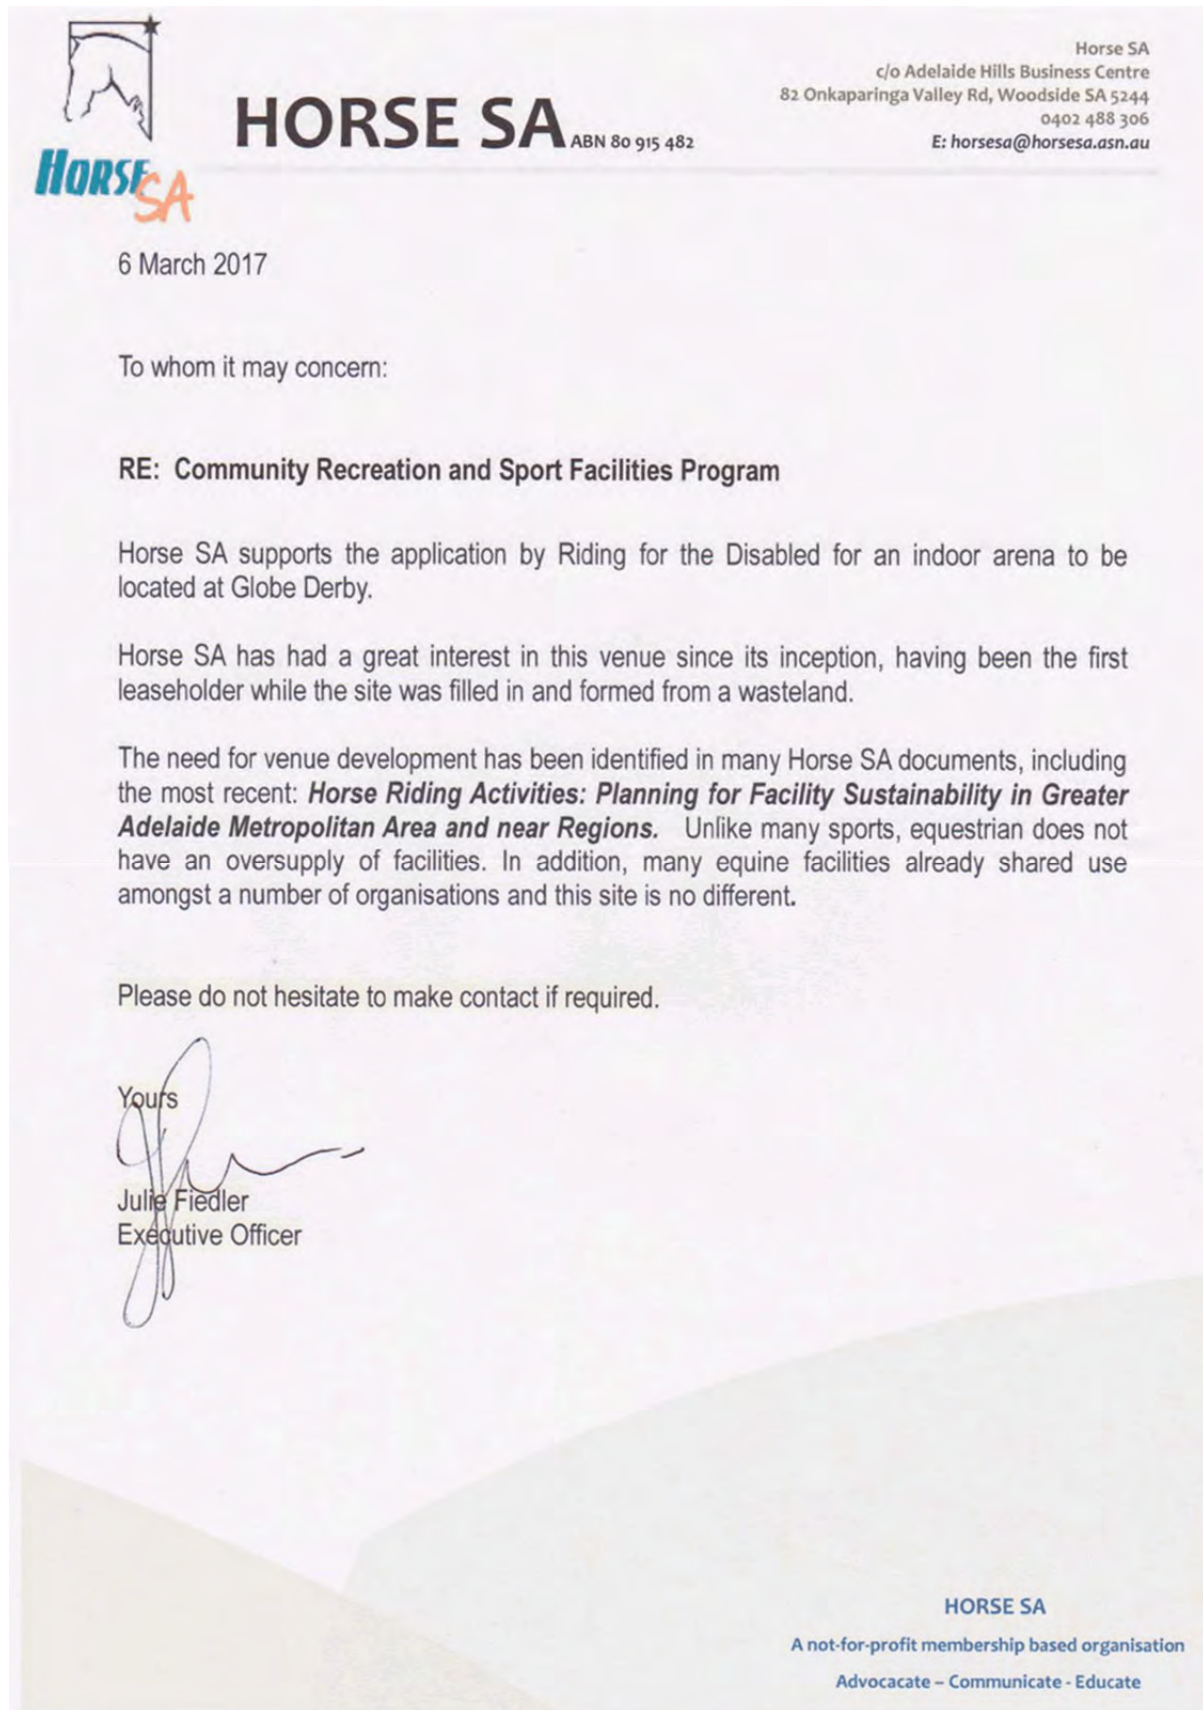 Horse SA
c/o Adelaide Hills Business Centre
82 Onkaparinga Valley Rd, Woodside SA 5244
0402 488 306
E: horsesa@horsesa.asn.au
HORSE SA ABN 80 915 482
HORSE SA
6 March 2017
To whom it may concern:
RE: Community Recreation and Sport Facilities Program
Horse SA supports the application by Riding for the Disabled for an indoor arena to be
located at Globe Derby.
Horse SA has had a great interest in this venue since its inception, having been the first
leaseholder while the site was filled in and formed from a wasteland.
The need for venue development has been identified in many Horse SA documents, including
the most recent: Horse Riding Activities: Planning for Facility Sustainability in Greater
Adelaide Metropolitan Area and near Regions. Unlike many sports, equestrian does not
have an oversupply of facilities. In addition, many equine facilities already shared use
amongst a number of organisations and this site is no different.
Please do not hesitate to make contact if required.
Yours
Julie Fiedler
Executive Officer
HORSE SA
A not-for-profit membership based organisation
Advocacate – Communicate - Educate